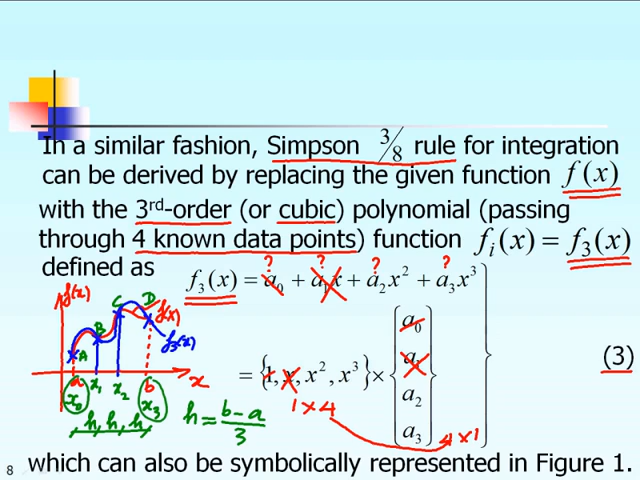 In a similar fashion, Simpson 3/8 rule for integration
can be derived by replacing the given function f(x)
with the 3rd-order (or cubic) polynomial (passing
through 4 known data points) function fᵢ(x) = f₃(x)
defined as
? ? ? ?
f₃(x) = a₀ + a₁x + a₂x² + a₃x³
f(x) C D
B f(x)
A f₃(x)
= {1, x, x², x³} × { a₀ a₁ a₂ a₃ }
(3)
a x₁ x₂ b x
x₀ x₃
1×4
h, h, h h = b-a/3
4×1
8 which can also be symbolically represented in Figure 1.